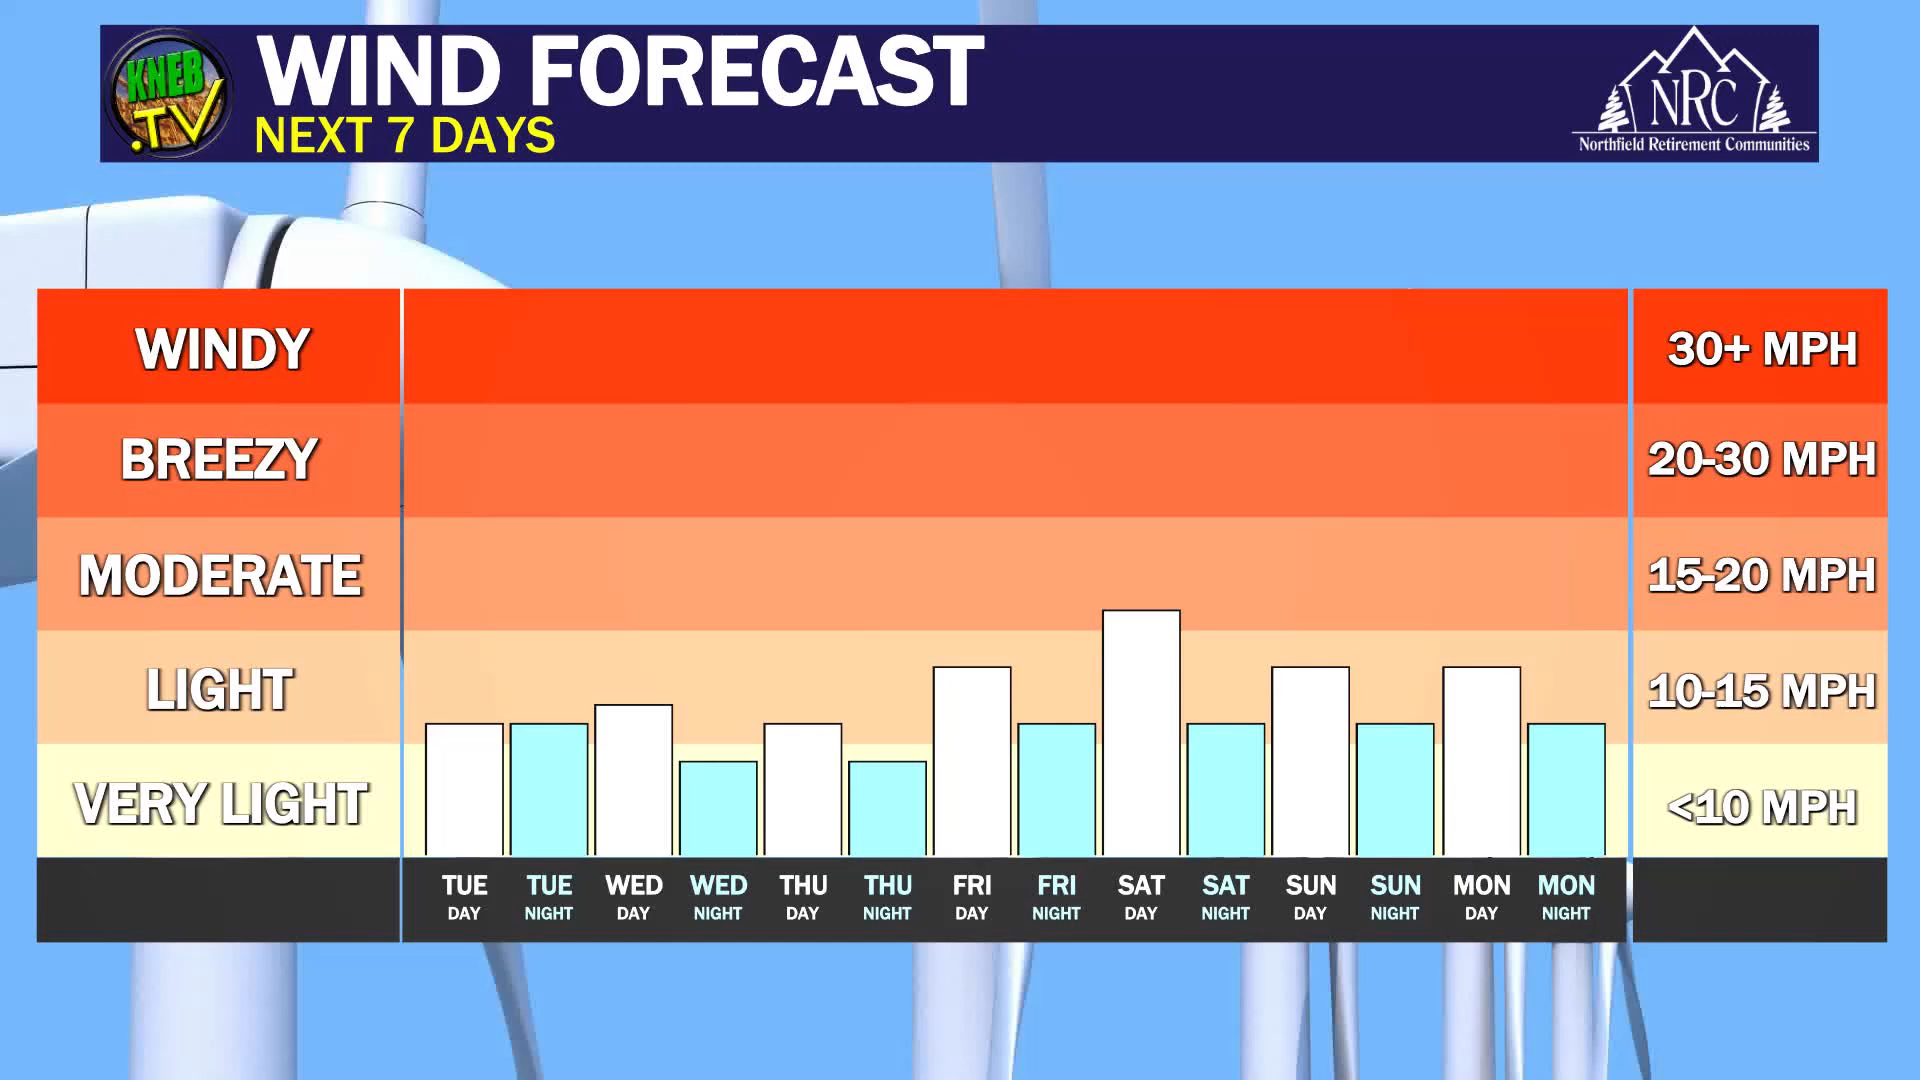 KNEB
.TV
WIND FORECAST
NEXT 7 DAYS
NRC
Northfield Retirement Communities
WINDY
30+ MPH
BREEZY
20-30 MPH
MODERATE
15-20 MPH
LIGHT
10-15 MPH
VERY LIGHT
<10 MPH
TUE TUE WED WED THU THU FRI FRI SAT SAT SUN SUN MON MON
DAY NIGHT DAY NIGHT DAY NIGHT DAY NIGHT DAY NIGHT DAY NIGHT DAY NIGHT